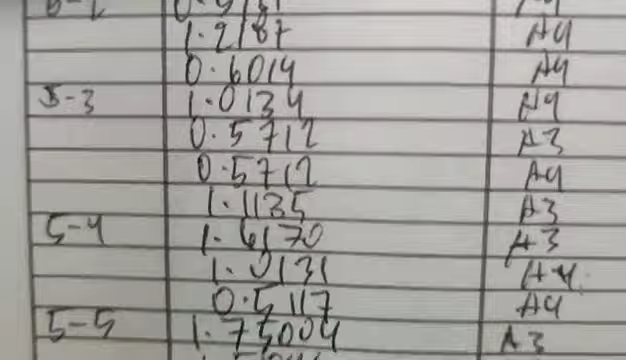 1.2187 A4
0.6014 A4
5-3 1.0134 A4
0.5712 A3
0.5712 A4
1.1135 A3
5-4 1.6170 A3
1.0131 A4
0.5117 A4
5-5 1.75004 A3